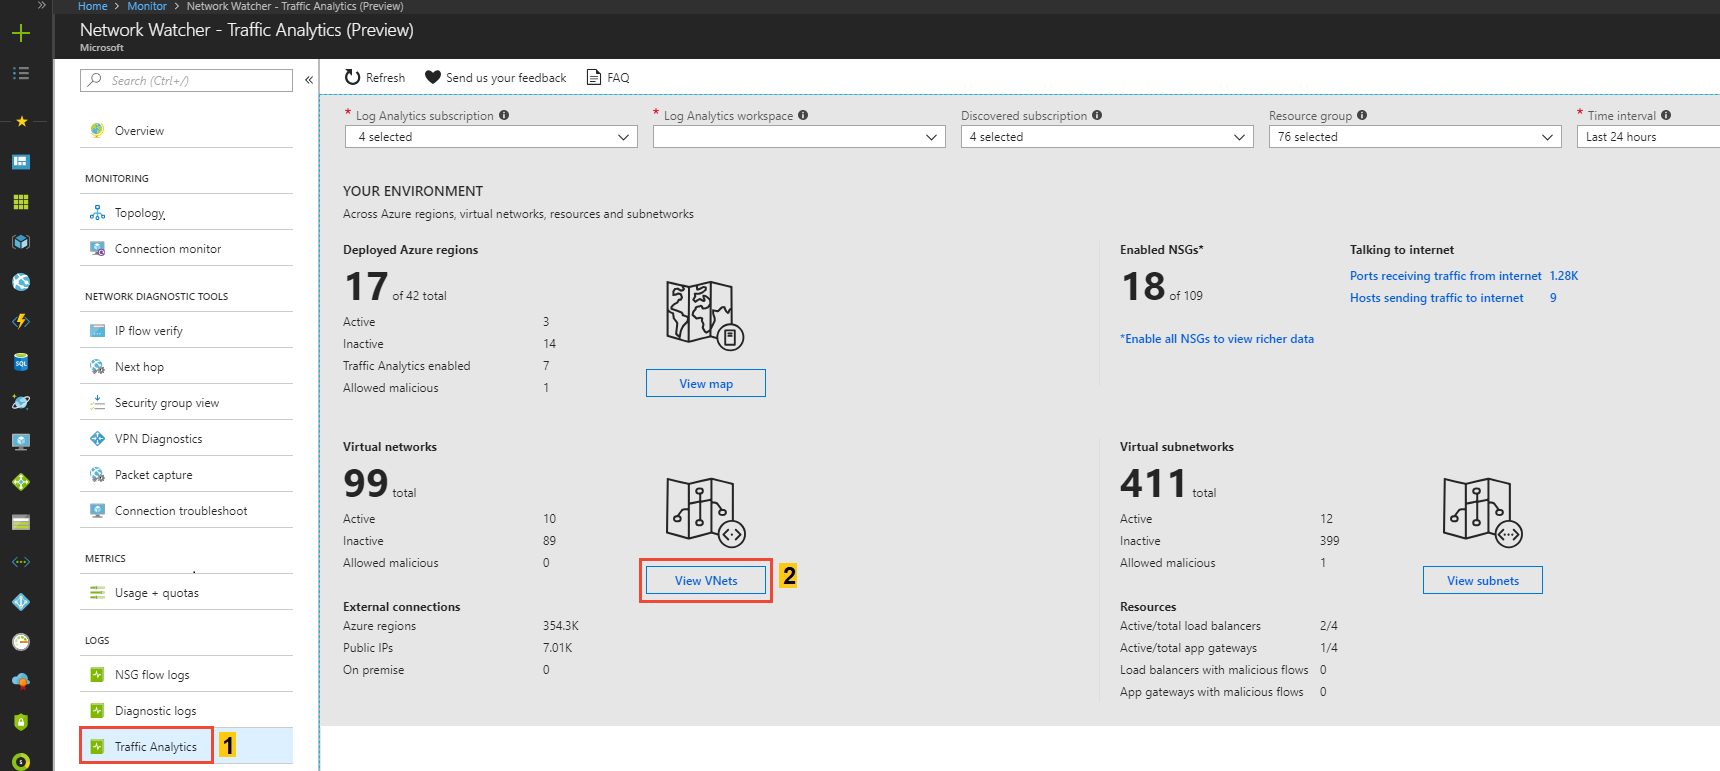 Home > Monitor > Network Watcher - Traffic Analytics (Preview)
Network Watcher - Traffic Analytics (Preview)
Microsoft
Search (Ctrl+/)
Overview
MONITORING
Topology
Connection monitor
NETWORK DIAGNOSTIC TOOLS
IP flow verify
Next hop
Security group view
VPN Diagnostics
Packet capture
Connection troubleshoot
METRICS
Usage + quotas
LOGS
NSG flow logs
Diagnostic logs
Traffic Analytics 1
Refresh Send us your feedback FAQ
* Log Analytics subscription * Log Analytics workspace Discovered subscription Resource group * Time interval
4 selected 4 selected 76 selected Last 24 hours
YOUR ENVIRONMENT
Across Azure regions, virtual networks, resources and subnetworks
Deployed Azure regions
17 of 42 total
Active 3
Inactive 14
Traffic Analytics enabled 7
Allowed malicious 1
View map
Enabled NSGs*
18 of 109
*Enable all NSGs to view richer data
Talking to internet
Ports receiving traffic from internet 1.28K
Hosts sending traffic to internet 9
Virtual networks
99 total
Active 10
Inactive 89
Allowed malicious 0
View VNets 2
External connections
Azure regions 354.3K
Public IPs 7.01K
On premise 0
Virtual subnetworks
411 total
Active 12
Inactive 399
Allowed malicious 1
View subnets
Resources
Active/total load balancers 2/4
Active/total app gateways 1/4
Load balancers with malicious flows 0
App gateways with malicious flows 0
SQL